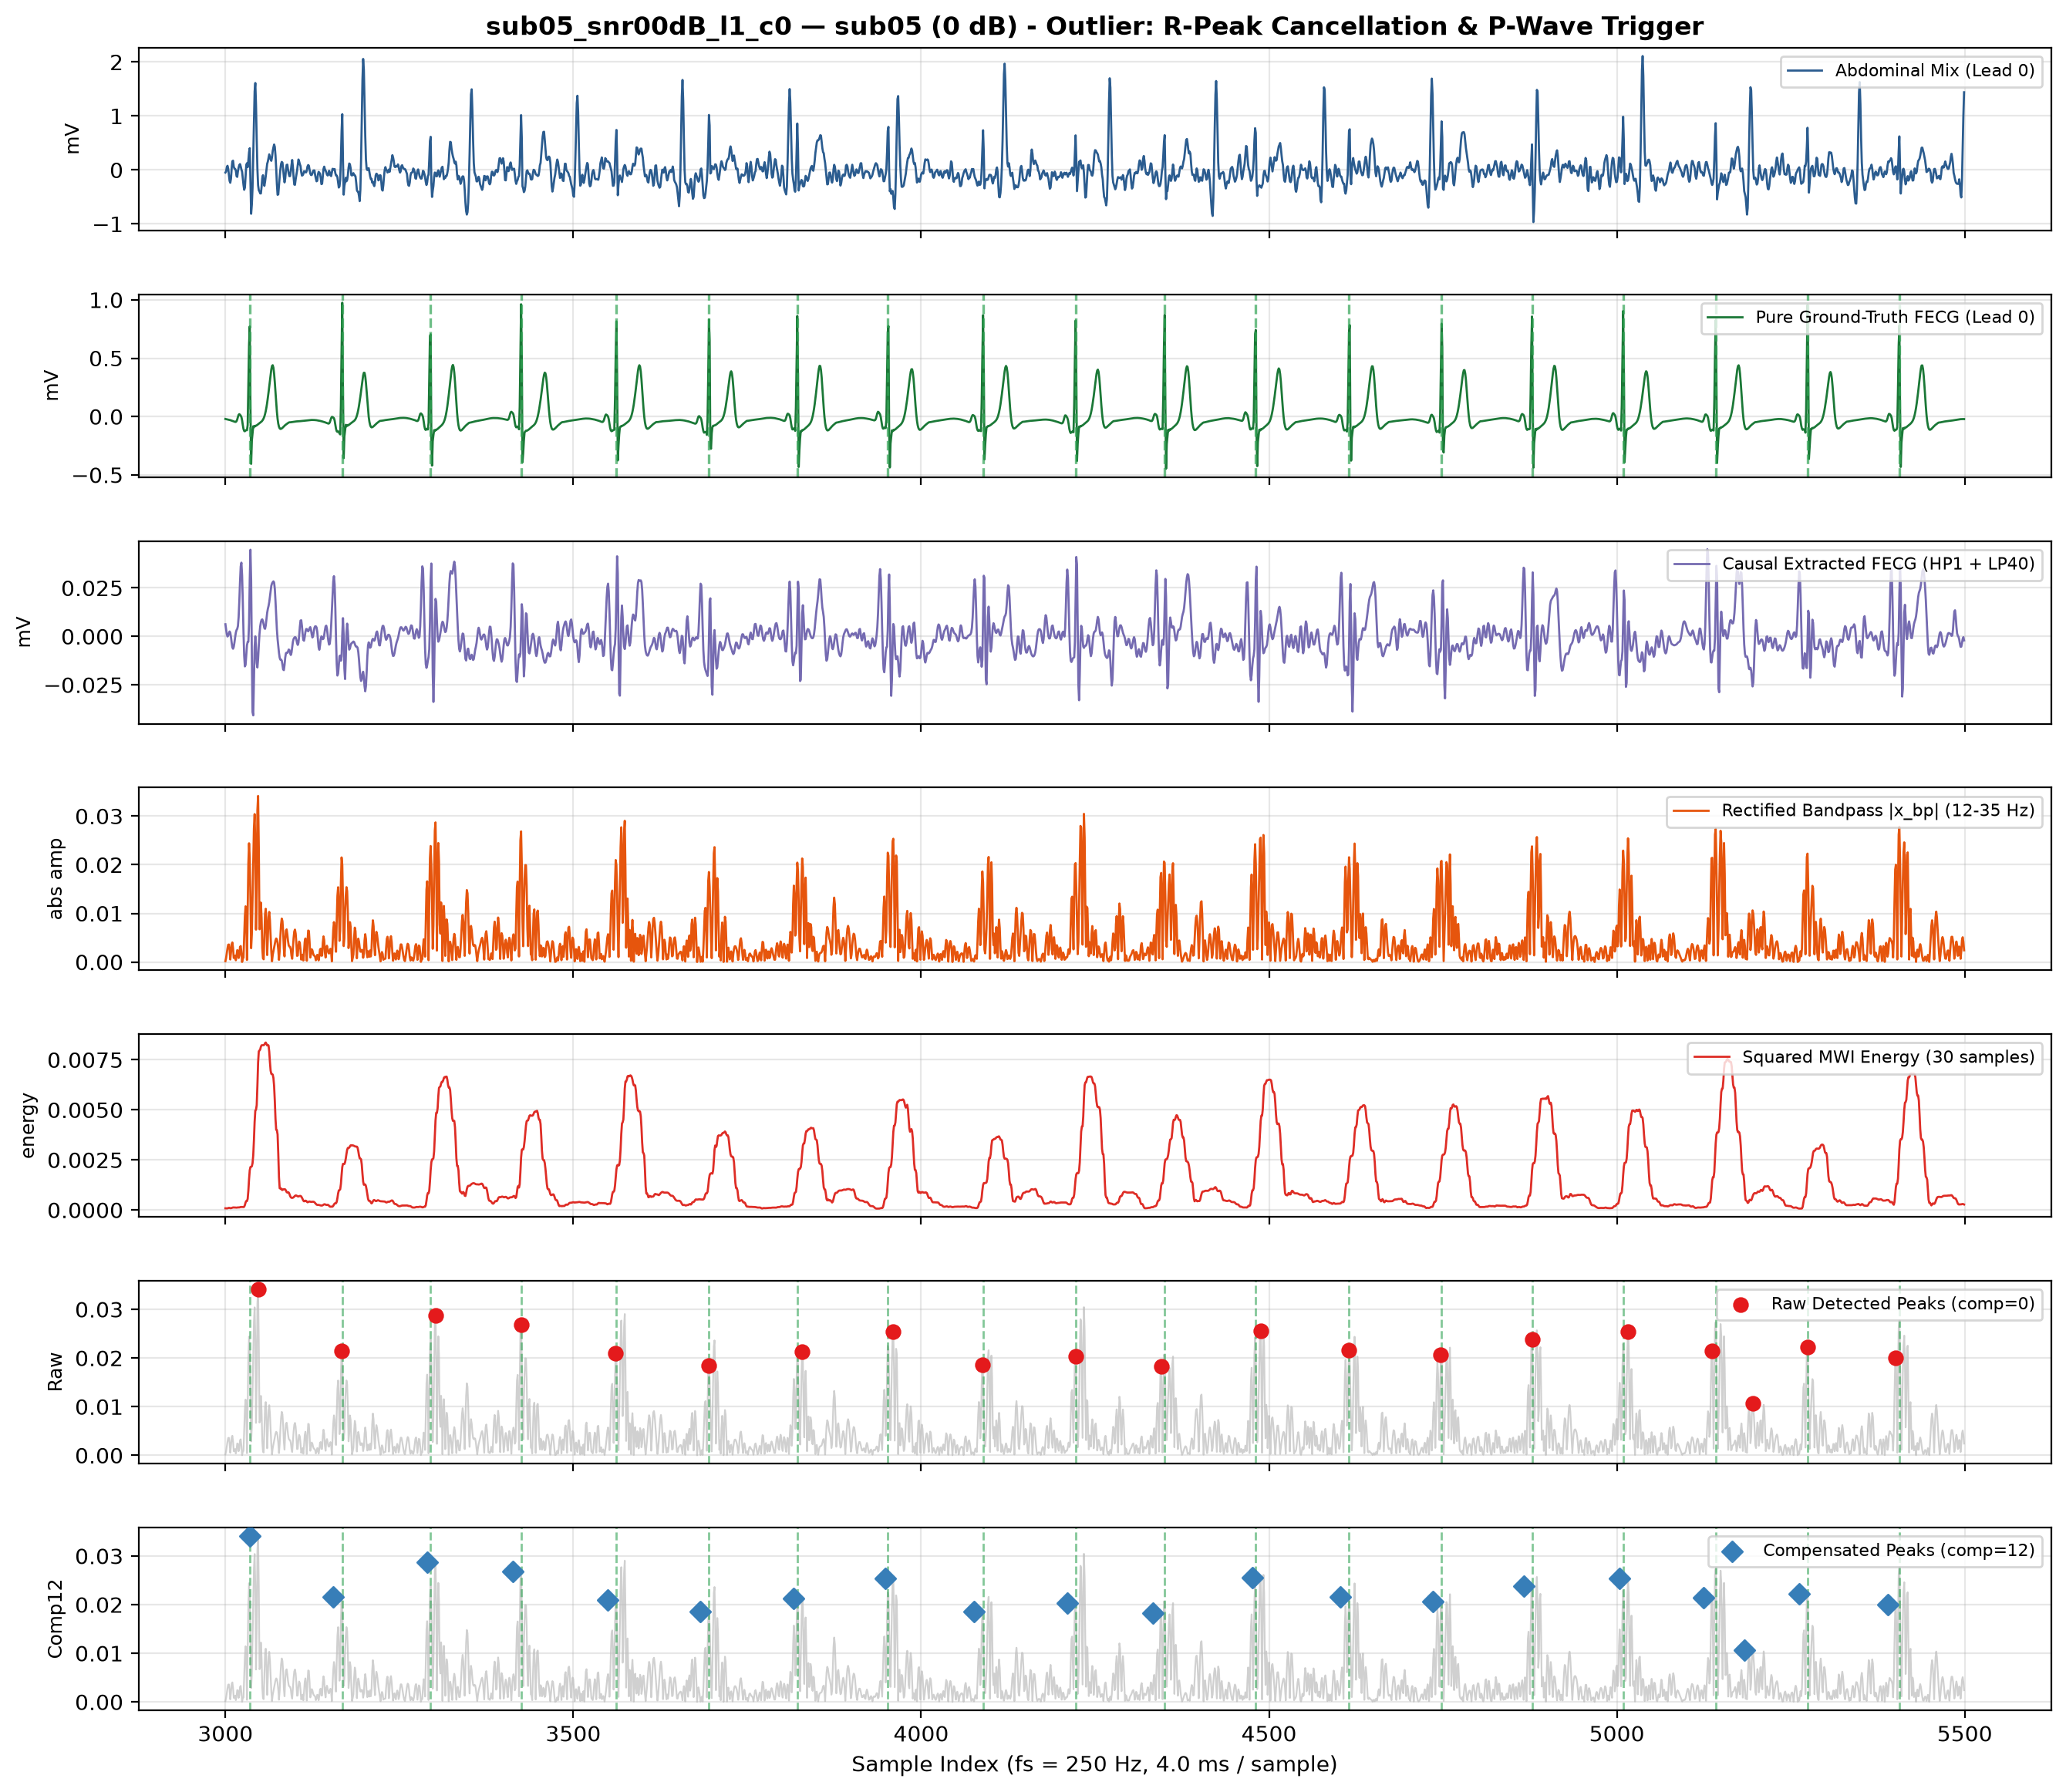 sub05_snr00dB_l1_c0 — sub05 (0 dB) - Outlier: R-Peak Cancellation & P-Wave Trigger
Abdominal Mix (Lead 0)
mV
2
1
0
−1
Pure Ground-Truth FECG (Lead 0)
mV
1.0
0.5
0.0
−0.5
Causal Extracted FECG (HP1 + LP40)
mV
0.025
0.000
−0.025
Rectified Bandpass |x_bp| (12-35 Hz)
abs amp
0.03
0.02
0.01
0.00
Squared MWI Energy (30 samples)
energy
0.0075
0.0050
0.0025
0.0000
Raw Detected Peaks (comp=0)
Raw
0.03
0.02
0.01
0.00
Compensated Peaks (comp=12)
Comp12
0.03
0.02
0.01
0.00
3000 3500 4000 4500 5000 5500
Sample Index (fs = 250 Hz, 4.0 ms / sample)